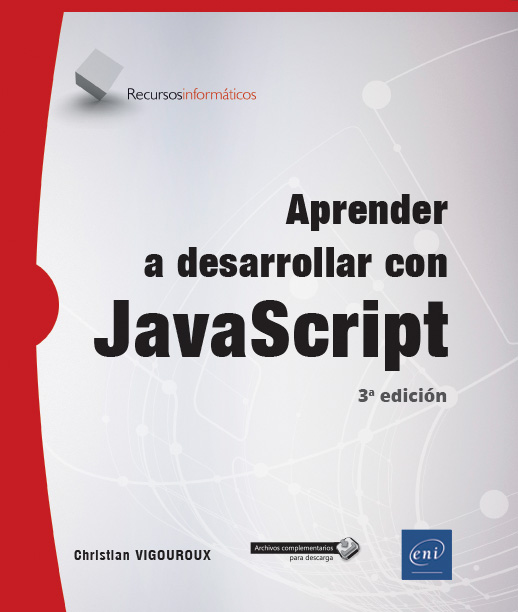 Recursosinformáticos
Aprender
a desarrollar con
JavaScript
3ª edición
Christian VIGOUROUX
Archivos complementarios
para descarga
eni